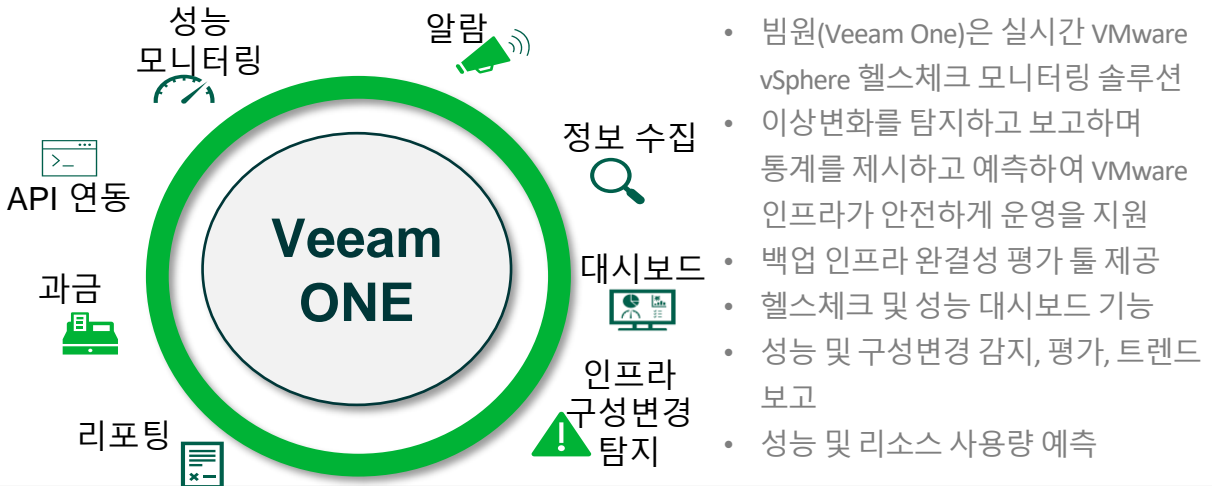 성능
모니터링
알람
정보 수집
>_
API 연동
Veeam
ONE
대시보드
과금
인프라
구성변경
탐지
리포팅
• 빔원(Veeam One)은 실시간 VMware
vSphere 헬스체크 모니터링 솔루션
• 이상변화를 탐지하고 보고하며
통계를 제시하고 예측하여 VMware
인프라가 안전하게 운영을 지원
• 백업 인프라 완결성 평가 툴 제공
• 헬스체크 및 성능 대시보드 기능
• 성능 및 구성변경 감지, 평가, 트렌드
보고
• 성능 및 리소스 사용량 예측